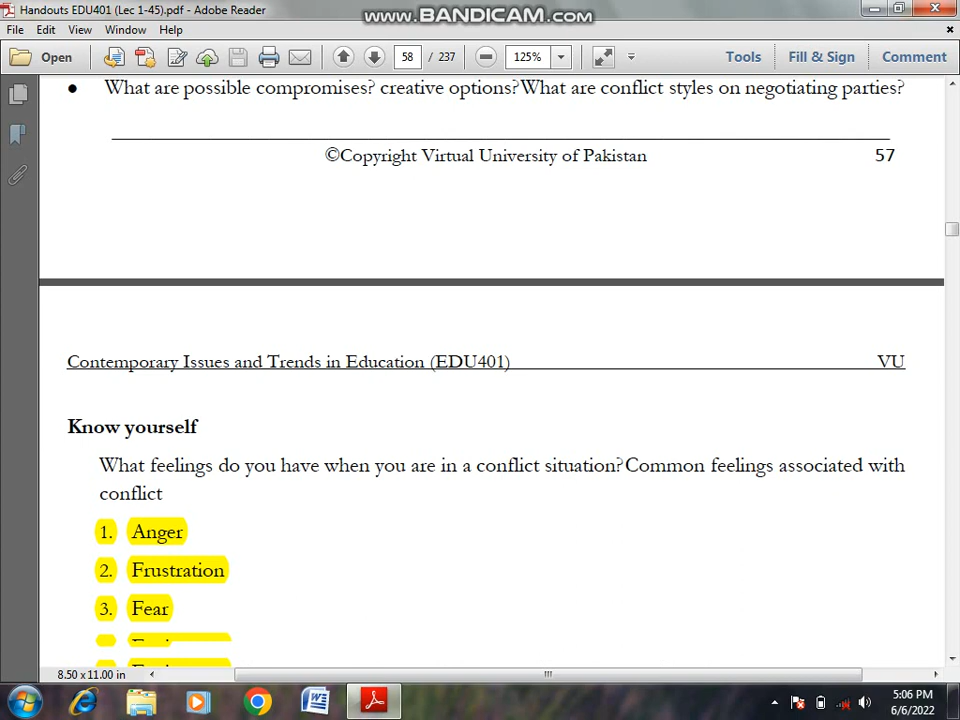 Handouts EDU401 (Lec 1-45).pdf - Adobe Reader
www.BANDICAM.com
File Edit View Window Help
Open 58 / 237 125% Tools Fill & Sign Comment
• What are possible compromises? creative options?What are conflict styles on negotiating parties?
©Copyright Virtual University of Pakistan 57
Contemporary Issues and Trends in Education (EDU401) VU
Know yourself
What feelings do you have when you are in a conflict situation?Common feelings associated with
conflict
1. Anger
2. Frustration
3. Fear
8.50 x 11.00 in
5:06 PM
6/6/2022